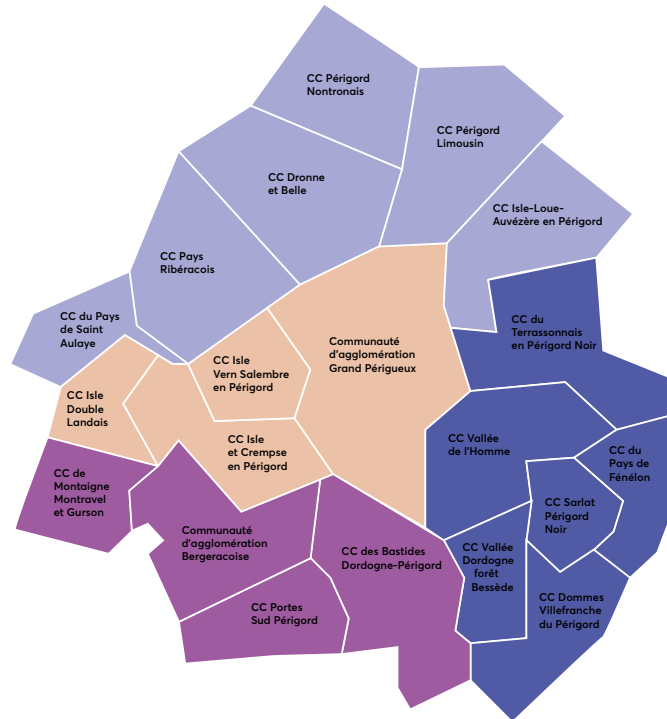 CC Périgord
Nontronais
CC Périgord
Limousin
CC Dronne
et Belle
CC Isle-Loue-
Auvézère en Périgord
CC Pays
Ribéracois
CC du Pays
de Saint
Aulaye
CC du
Terrassonnais
en Périgord Noir
Communauté
d'agglomération
Grand Périgueux
CC Isle
Vern Salembre
en Périgord
CC Isle
Double
Landais
CC Isle
et Crempse
en Périgord
CC Vallée
de l'Homme
CC du
Pays de
Fénélon
CC de
Montaigne
Montravel
et Gurson
CC Sarlat
Périgord
Noir
Communauté
d'agglomération
Bergeracoise
CC des Bastides
Dordogne-Périgord
CC Vallée
Dordogne
forêt
Bessède
CC Portes
Sud Périgord
CC Dommes
Villefranche
du Périgord